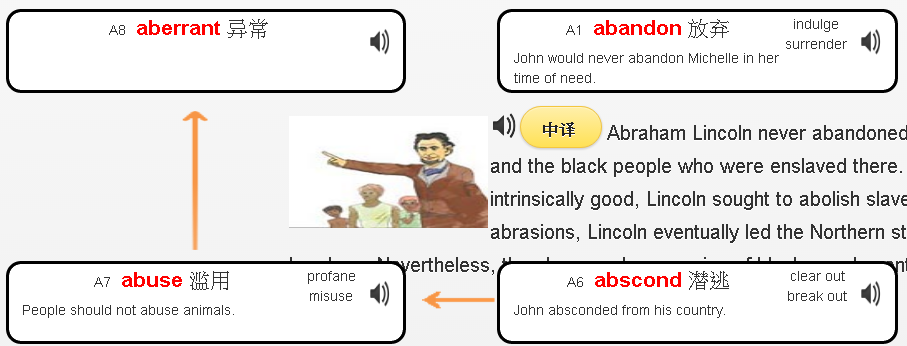 A8 aberrant 异常
A1 abandon 放弃
indulge
surrender
John would never abandon Michelle in her
time of need.
中译 Abraham Lincoln never abandoned
and the black people who were enslaved there.
intrinsically good, Lincoln sought to abolish slave
abrasions, Lincoln eventually led the Northern st
Nevertheless,
A7 abuse 滥用
profane
misuse
People should not abuse animals.
A6 abscond 潜逃
clear out
break out
John absconded from his country.